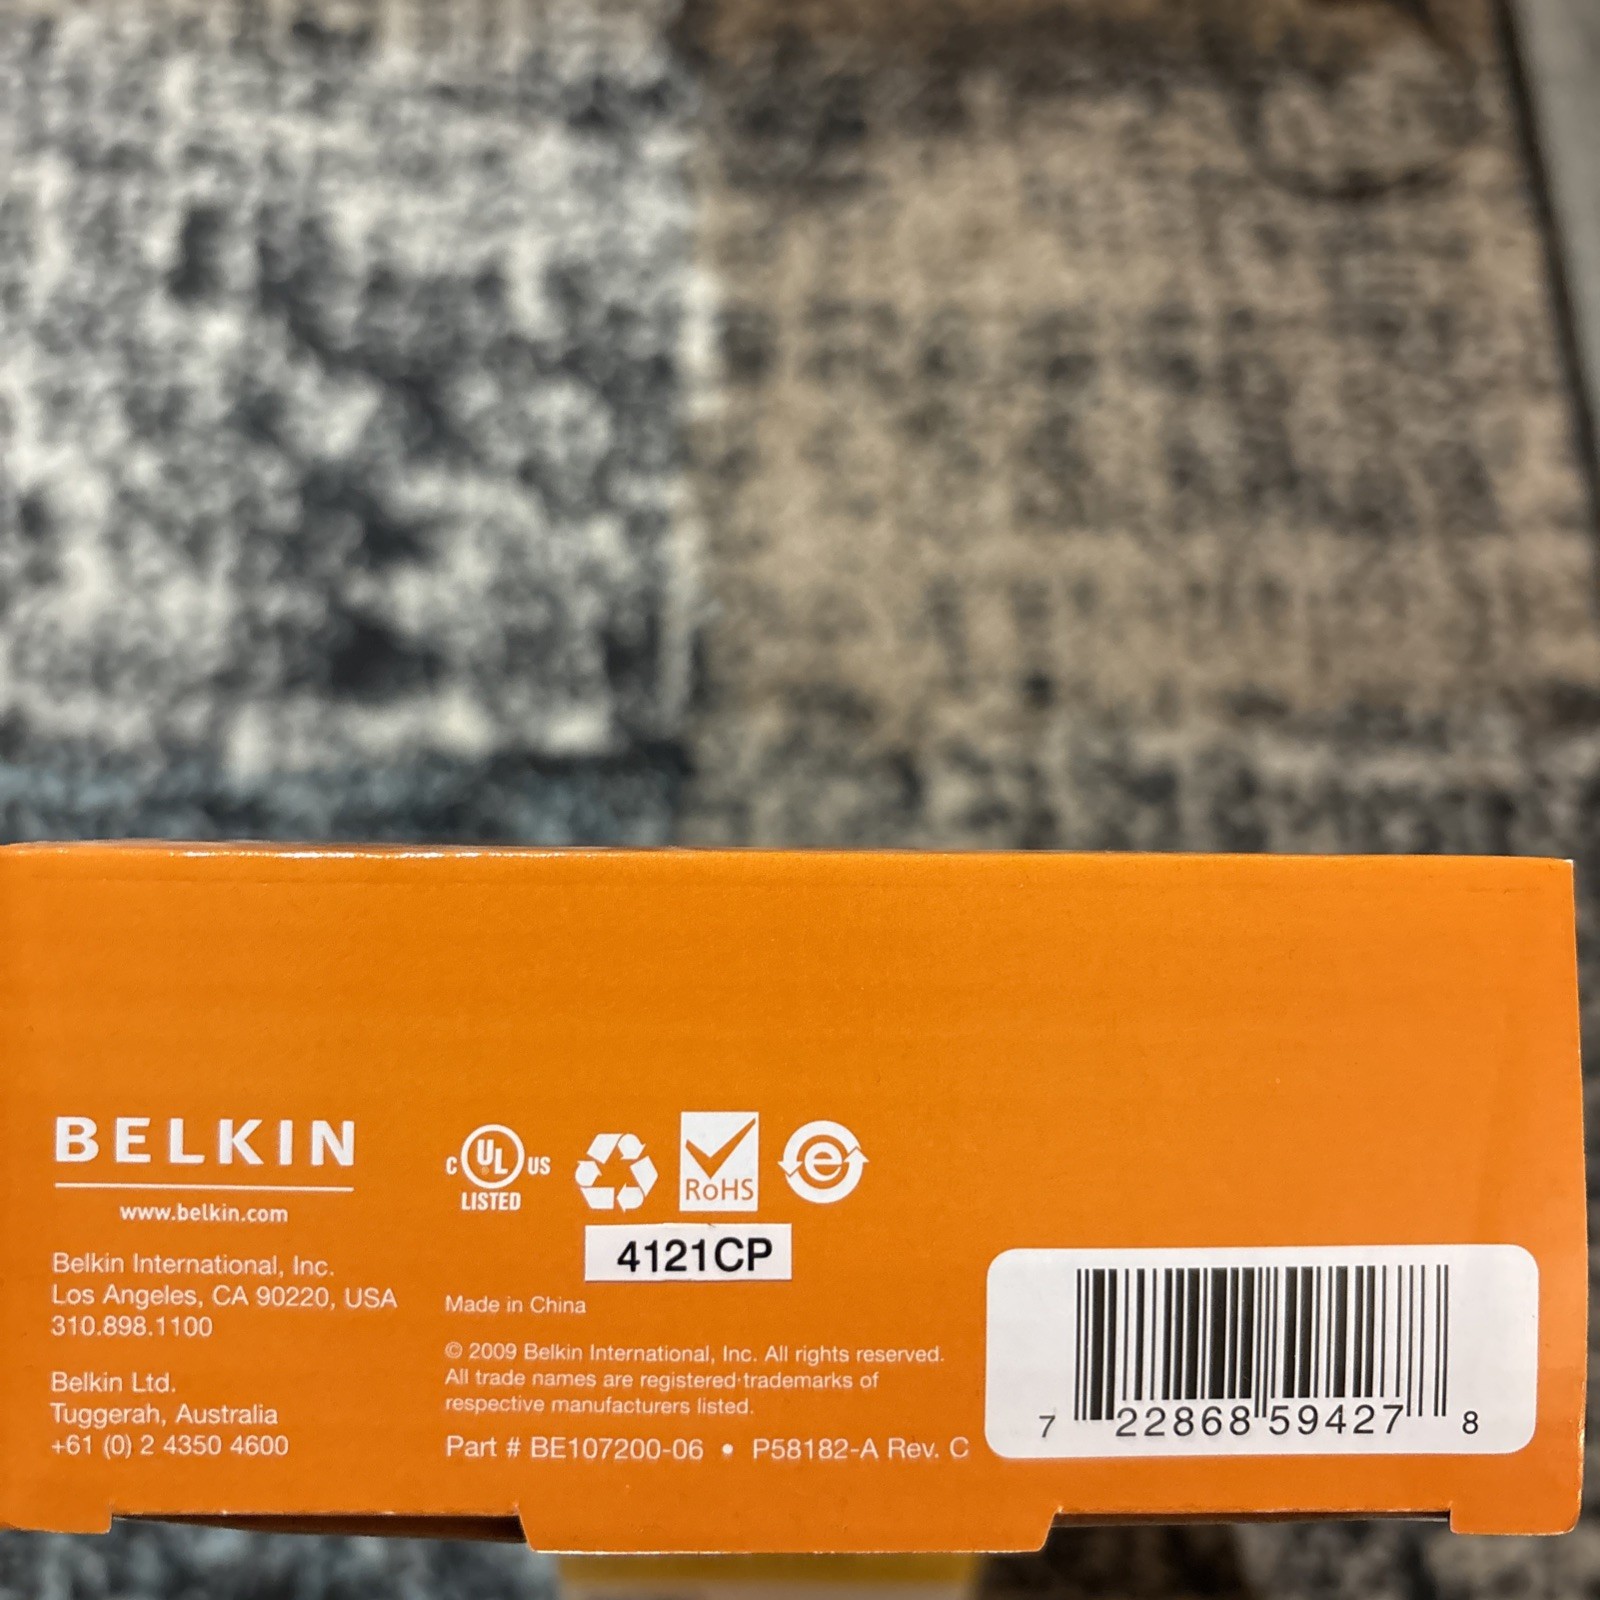 BELKIN
www.belkin.com
Belkin International, Inc.
Los Angeles, CA 90220, USA
310.898.1100
Belkin Ltd.
Tuggerah, Australia
+61 (0) 2 4350 4600
C UL US
LISTED
RoHS
e
4121CP
Made in China
© 2009 Belkin International, Inc. All rights reserved.
All trade names are registered trademarks of
respective manufacturers listed.
Part # BE107200-06 • P58182-A Rev. C
7 22868 59427 8